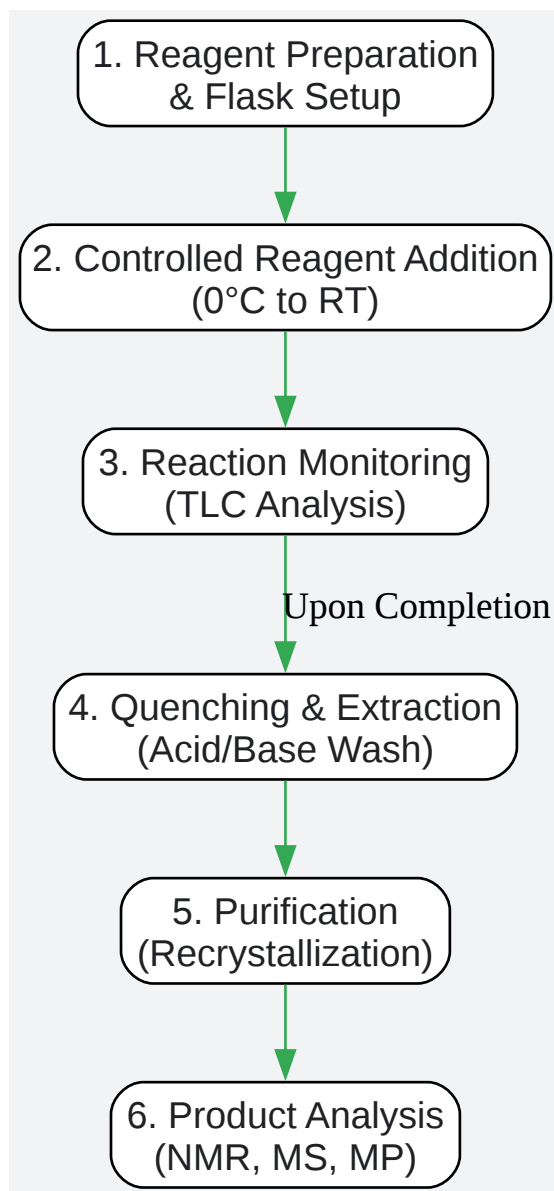 1. Reagent Preparation
& Flask Setup
2. Controlled Reagent Addition
(0°C to RT)
3. Reaction Monitoring
(TLC Analysis)
Upon Completion
4. Quenching & Extraction
(Acid/Base Wash)
5. Purification
(Recrystallization)
6. Product Analysis
(NMR, MS, MP)